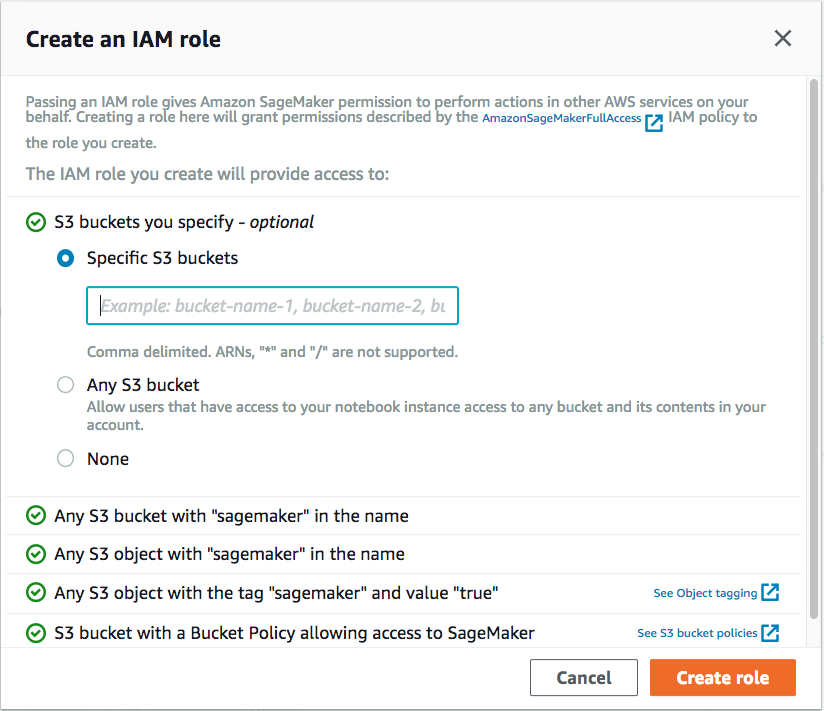 Create an IAM role
Passing an IAM role gives Amazon SageMaker permission to perform actions in other AWS services on your
behalf. Creating a role here will grant permissions described by the AmazonSageMakerFullAccess IAM policy to
the role you create.
The IAM role you create will provide access to:
S3 buckets you specify - optional
Specific S3 buckets
Example: bucket-name-1, bucket-name-2, bu
Comma delimited. ARNs, "*" and "/" are not supported.
Any S3 bucket
Allow users that have access to your notebook instance access to any bucket and its contents in your
account.
None
Any S3 bucket with "sagemaker" in the name
Any S3 object with "sagemaker" in the name
Any S3 object with the tag "sagemaker" and value "true" See Object tagging
S3 bucket with a Bucket Policy allowing access to SageMaker See S3 bucket policies
Cancel Create role